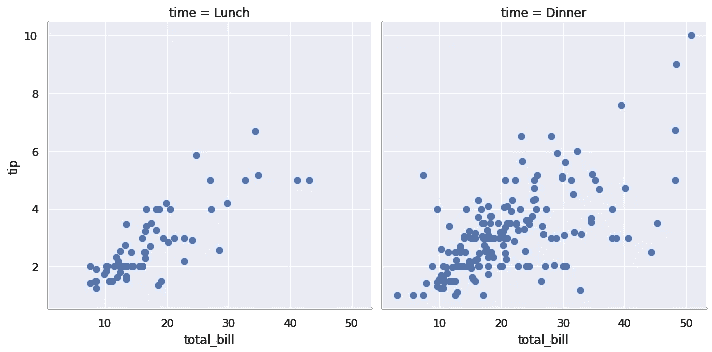 time = Lunch
time = Dinner
10
8
6
4
2
tip
10 20 30 40 50
10 20 30 40 50
total_bill
total_bill